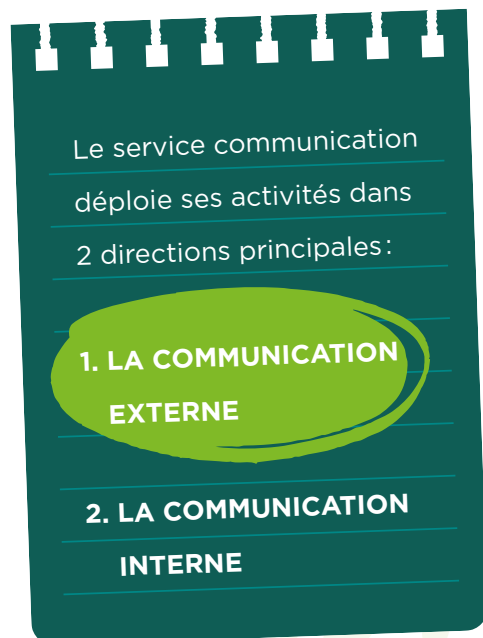 Le service communication
déploie ses activités dans
2 directions principales :
1. LA COMMUNICATION
EXTERNE
2. LA COMMUNICATION
INTERNE